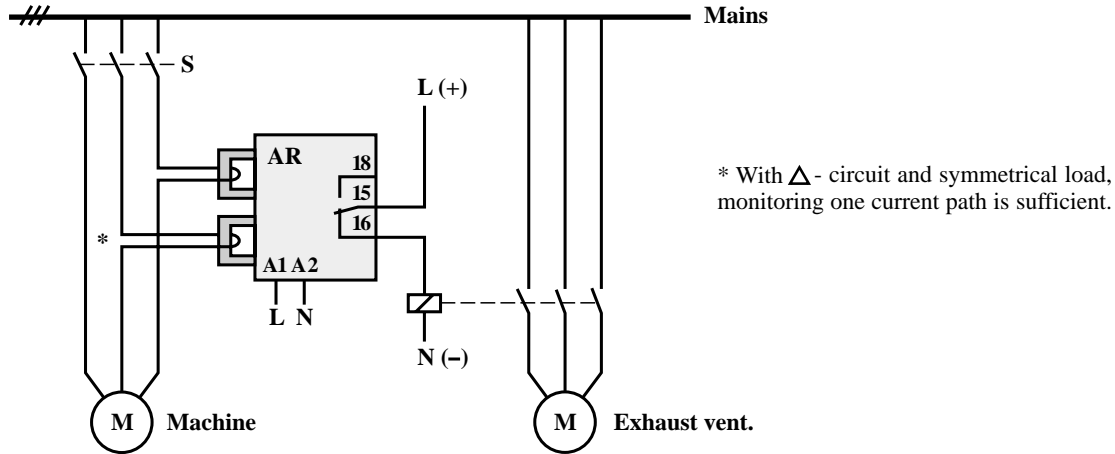 Mains
S
L (+)
AR
18
15
16
* With △ - circuit and symmetrical load,
monitoring one current path is sufficient.
*
A1 A2
L N
N (–)
M
Machine
M
Exhaust vent.